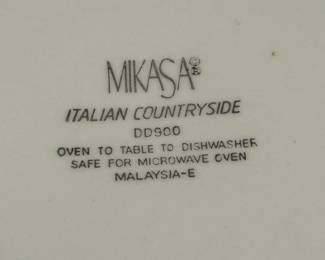 MIKASA
ITALIAN COUNTRYSIDE
DD900
OVEN TO TABLE TO DISHWASHER
SAFE FOR MICROWAVE OVEN
MALAYSIA-E